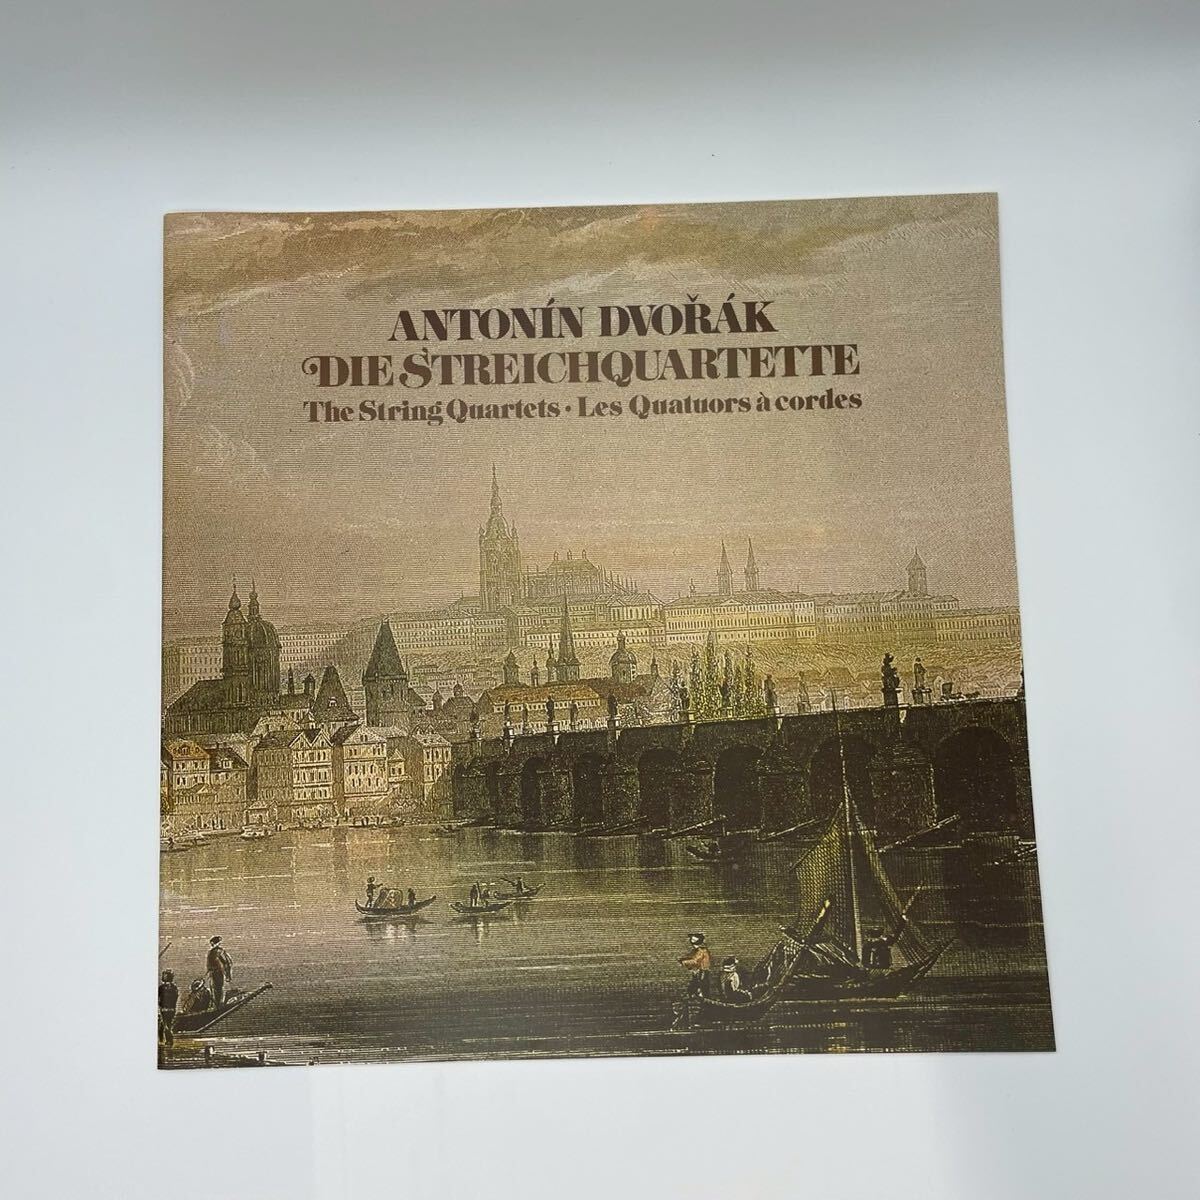 ANTONÍN DVOŘÁK
DIE STREICHQUARTETTE
The String Quartets · Les Quatuors à cordes